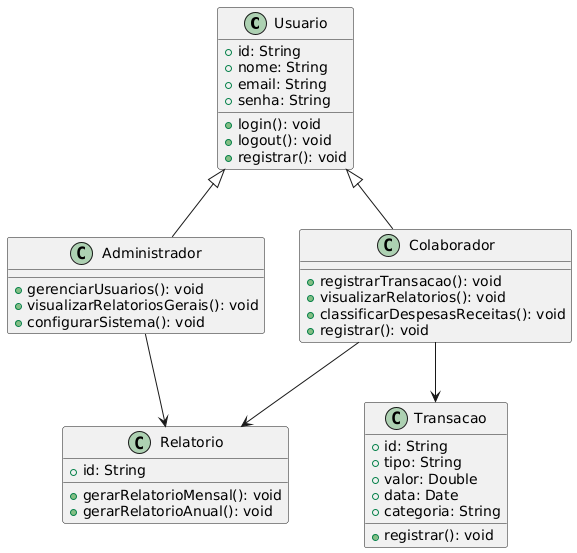 C Usuario
id: String
nome: String
email: String
senha: String
login(): void
logout(): void
registrar(): void
C Administrador
gerenciarUsuarios(): void
visualizarRelatoriosGerais(): void
configurarSistema(): void
C Colaborador
registrarTransacao(): void
visualizarRelatorios(): void
classificarDespesasReceitas(): void
registrar(): void
C Relatorio
id: String
gerarRelatorioMensal(): void
gerarRelatorioAnual(): void
C Transacao
id: String
tipo: String
valor: Double
data: Date
categoria: String
registrar(): void